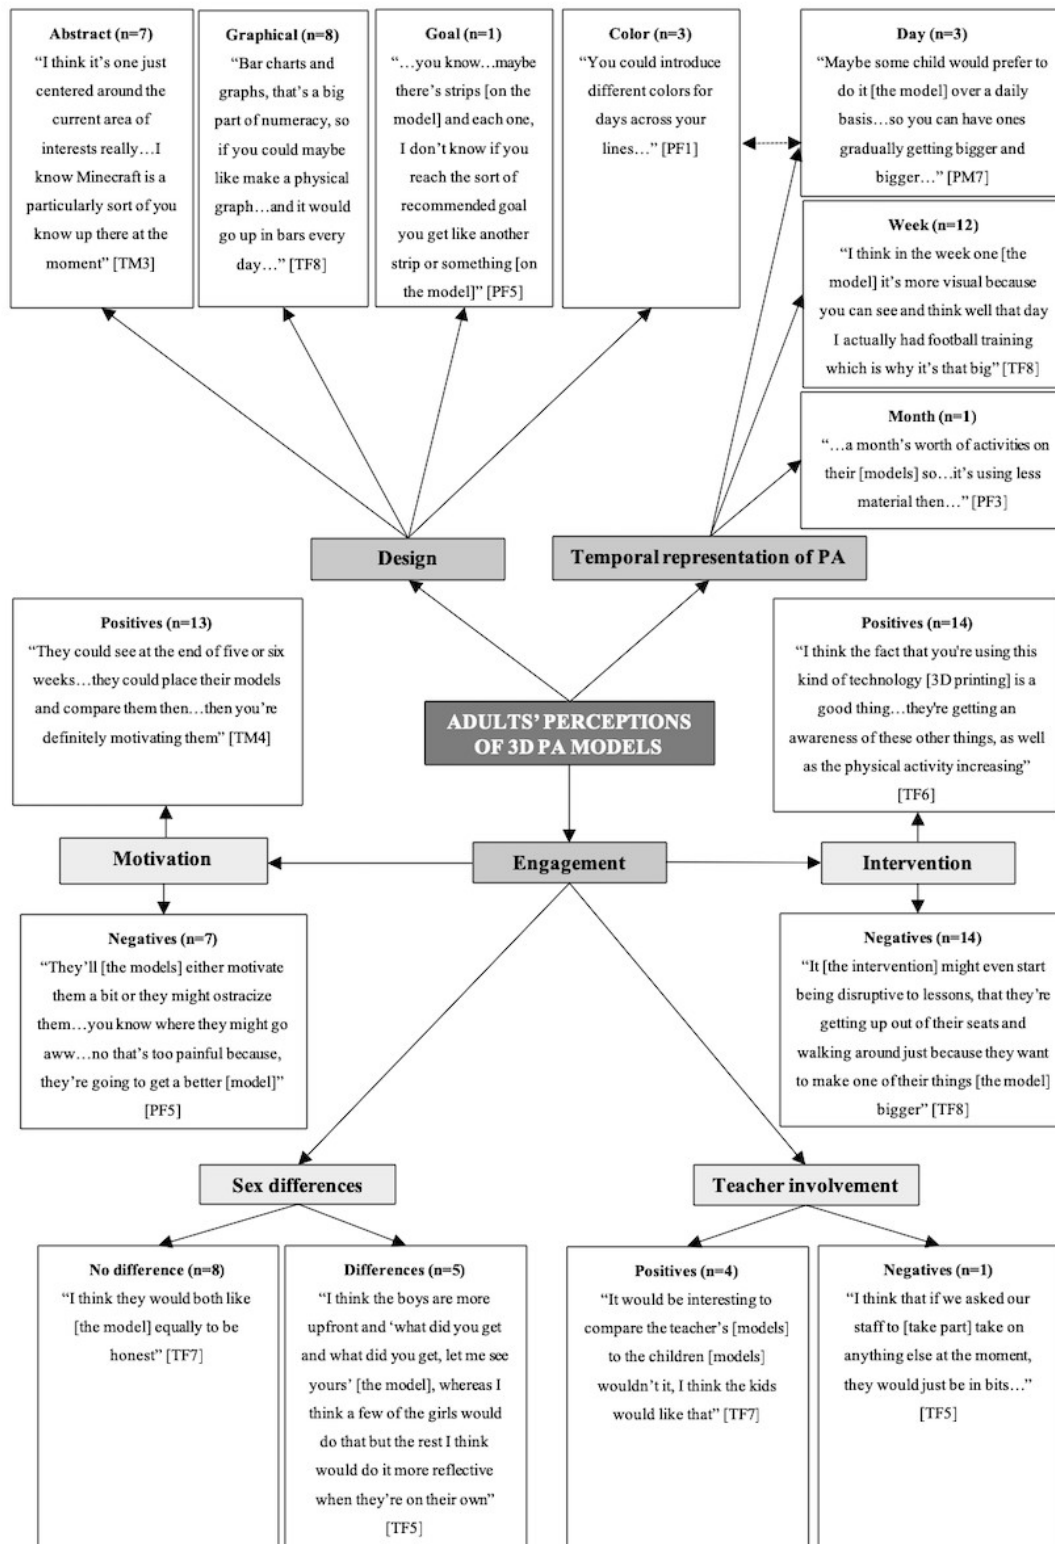 Abstract (n=7)
“I think it’s one just
centered around the
current area of
interests really…I
know Minecraft is a
particularly sort of you
know up there at the
moment” [TM3]
Graphical (n=8)
“Bar charts and
graphs, that’s a big
part of numeracy, so
if you could maybe
like make a physical
graph…and it would
go up in bars every
day…” [TF8]
Goal (n=1)
“…you know…maybe
there’s strips [on the
model] and each one,
I don’t know if you
reach the sort of
recommended goal
you get like another
strip or something [on
the model]” [PF5]
Color (n=3)
“You could introduce
different colors for
days across your
lines…” [PF1]
Day (n=3)
“Maybe some child would prefer to
do it [the model] over a daily
basis…so you can have ones
gradually getting bigger and
bigger…” [PM7]
Week (n=12)
“I think in the week one [the
model] it’s more visual because
you can see and think well that day
I actually had football training
which is why it’s that big” [TF8]
Month (n=1)
“…a month’s worth of activities on
their [models] so…it’s using less
material then…” [PF3]
Design
Temporal representation of PA
Positives (n=13)
“They could see at the end of five or six
weeks…they could place their models
and compare them then…then you’re
definitely motivating them” [TM4]
ADULTS’ PERCEPTIONS
OF 3D PA MODELS
Positives (n=14)
“I think the fact that you're using this
kind of technology [3D printing] is a
good thing…they're getting an
awareness of these other things, as well
as the physical activity increasing”
[TF6]
Motivation
Engagement
Intervention
Negatives (n=7)
“They’ll [the models] either motivate
them a bit or they might ostracize
them…you know where they might go
aww…no that’s too painful because,
they’re going to get a better [model]”
[PF5]
Negatives (n=14)
“It [the intervention] might even start
being disruptive to lessons, that they’re
getting up out of their seats and
walking around just because they want
to make one of their things [the model]
bigger” [TF8]
Sex differences
Teacher involvement
No difference (n=8)
“I think they would both like
[the model] equally to be
honest” [TF7]
Differences (n=5)
“I think the boys are more
upfront and ‘what did you get
and what did you get, let me see
yours’ [the model], whereas I
think a few of the girls would
do that but the rest I think
would do it more reflective
when they’re on their own”
[TF5]
Positives (n=4)
“It would be interesting to
compare the teacher’s [models]
to the children [models]
wouldn’t it, I think the kids
would like that” [TF7]
Negatives (n=1)
“I think that if we asked our
staff to [take part] take on
anything else at the moment,
they would just be in bits…”
[TF5]